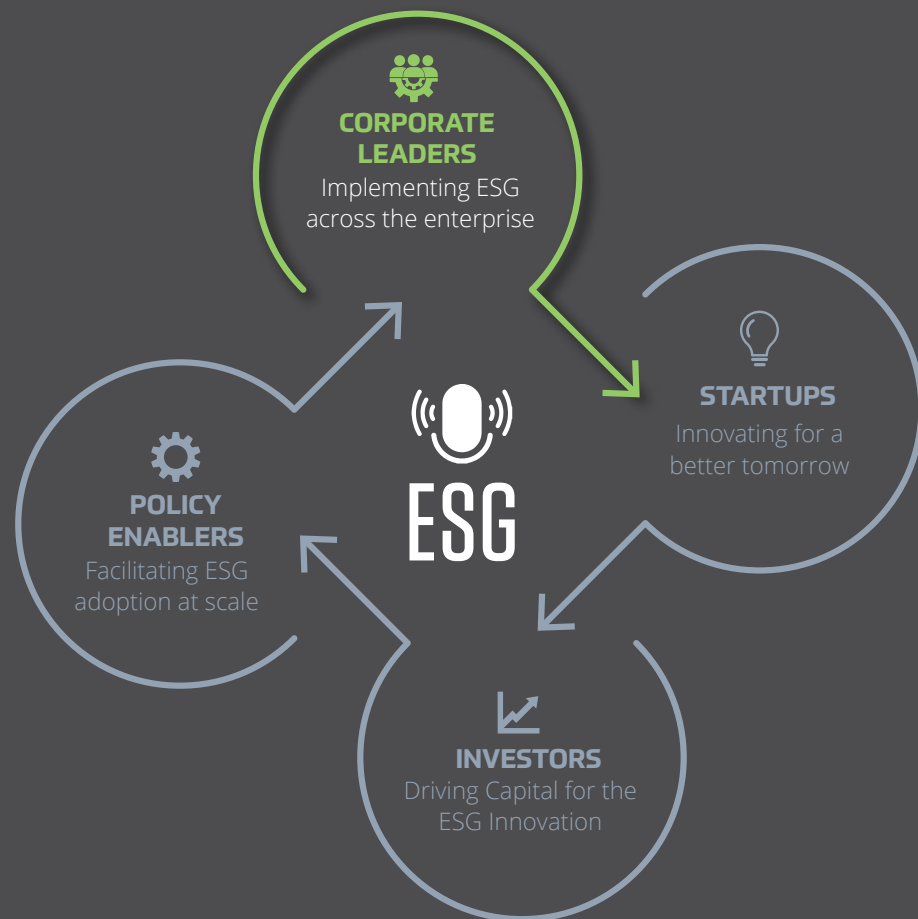 CORPORATE
LEADERS
Implementing ESG
across the enterprise
STARTUPS
Innovating for a
better tomorrow
ESG
POLICY
ENABLERS
Facilitating ESG
adoption at scale
INVESTORS
Driving Capital for the
ESG Innovation